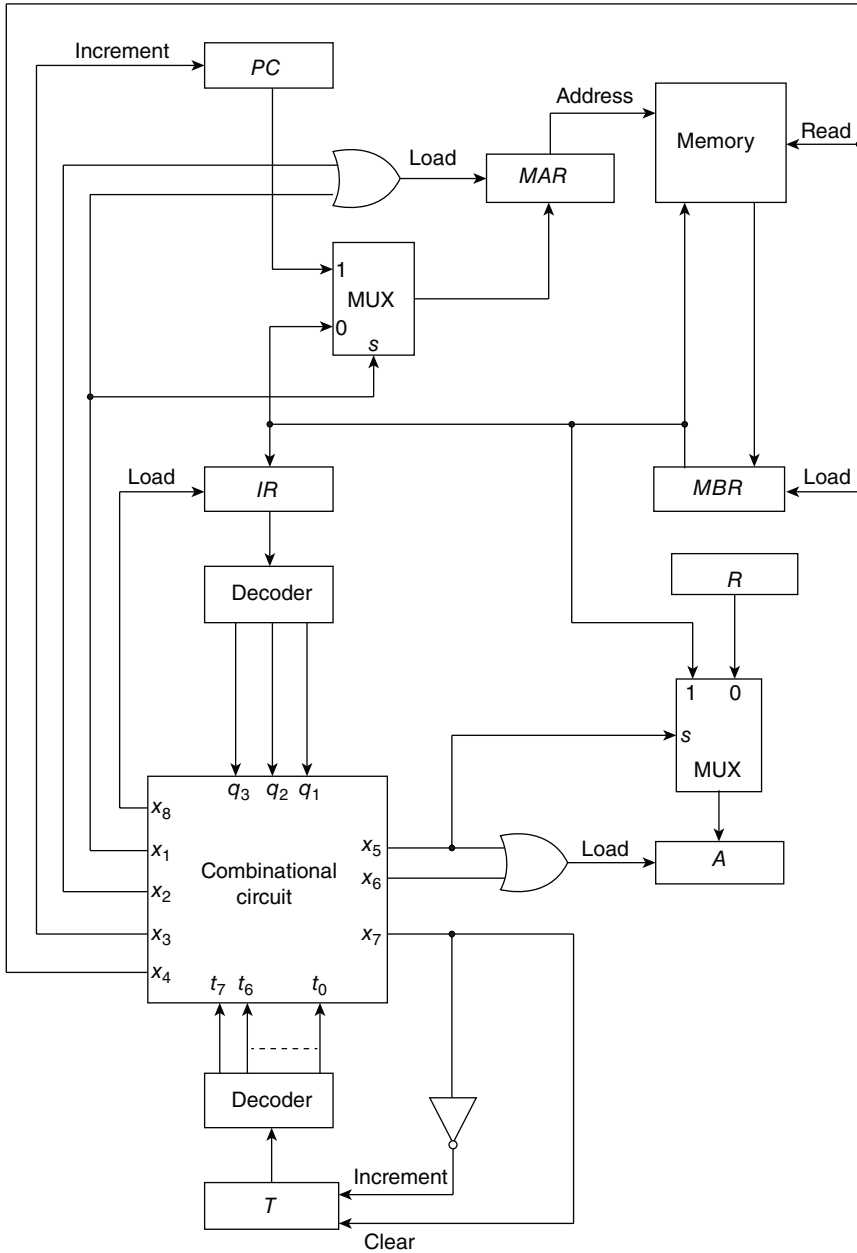 Increment
PC
Address
Memory
Read
Load
MAR
1
MUX
0
s
Load
IR
MBR
Load
Decoder
R
1 0
s
MUX
q3 q2 q1
x8
x1
x2
x3
x4
Combinational
circuit
x5
x6
x7
Load
A
t7 t6 t0
Decoder
Increment
T
Clear